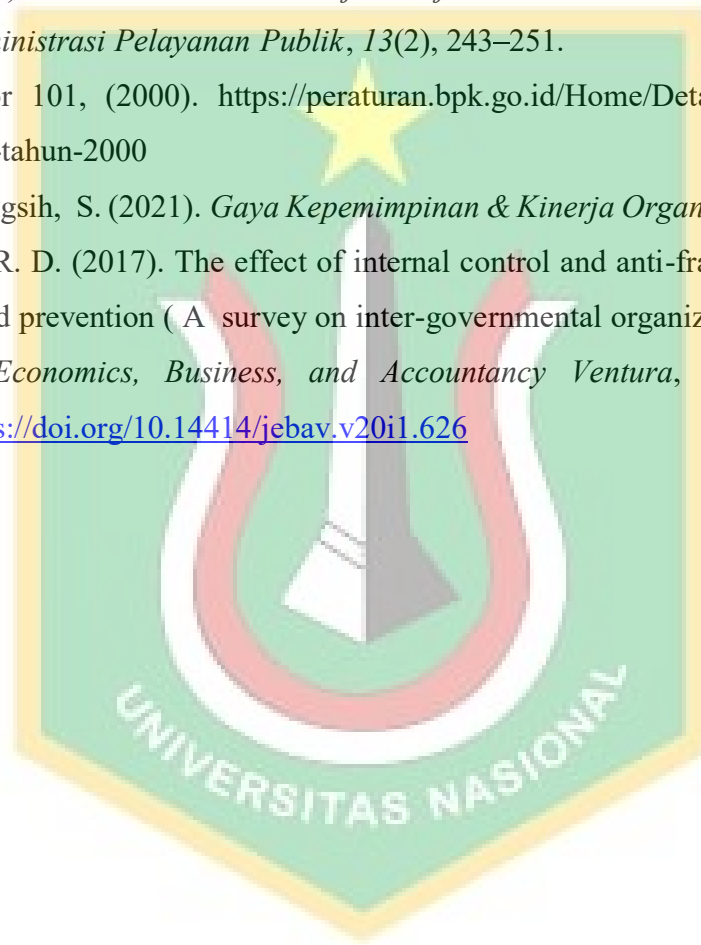 ninistrasi Pelayanan Publik, 13(2), 243–251.
or 101, (2000). https://peraturan.bpk.go.id/Home/Deta
-tahun-2000
gsih, S. (2021). Gaya Kepemimpinan & Kinerja Organ
R. D. (2017). The effect of internal control and anti-fra
d prevention ( A survey on inter-governmental organiz
Economics, Business, and Accountancy Ventura,
s://doi.org/10.14414/jebav.v20i1.626
UNIVERSITAS NASIONAL